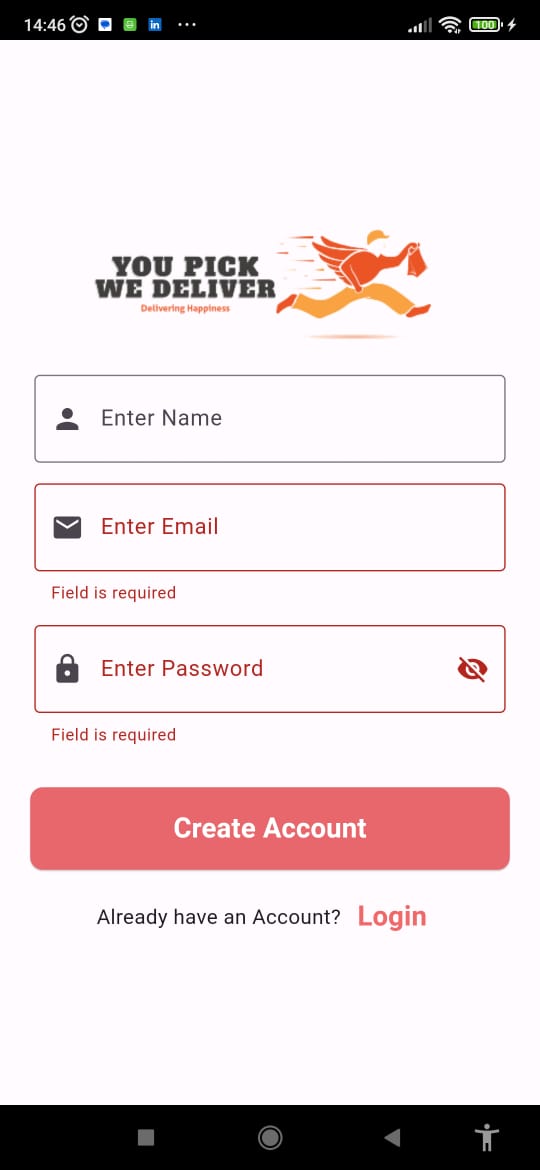 14:46
100
YOU PICK
WE DELIVER
Delivering Happiness
Enter Name
Enter Email
Field is required
Enter Password
Field is required
Create Account
Already have an Account? Login